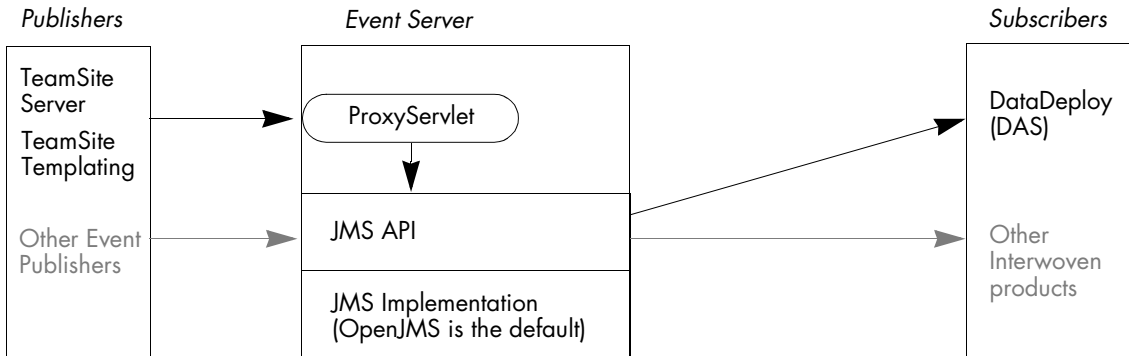 Publishers
Event Server
Subscribers
TeamSite
Server
TeamSite
Templating
Other Event
Publishers
ProxyServlet
JMS API
JMS Implementation
(OpenJMS is the default)
DataDeploy
(DAS)
Other
Interwoven
products